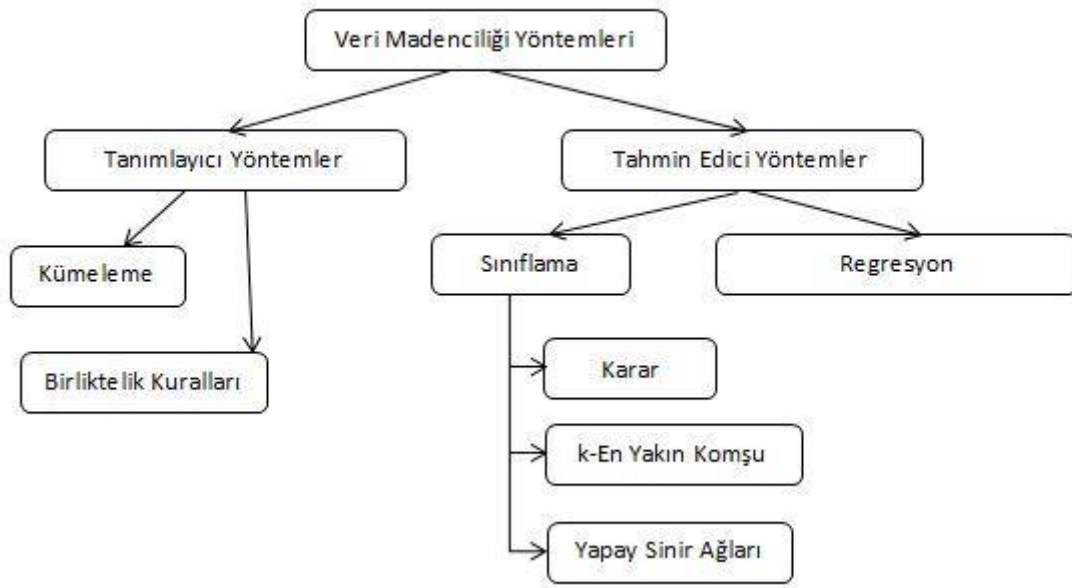 Veri Madenciliği Yöntemleri
Tanımlayıcı Yöntemler
Tahmin Edici Yöntemler
Kümeleme
Sınıflama
Regresyon
Birliktelik Kuralları
Karar
k-En Yakın Komşu
Yapay Sinir Ağları